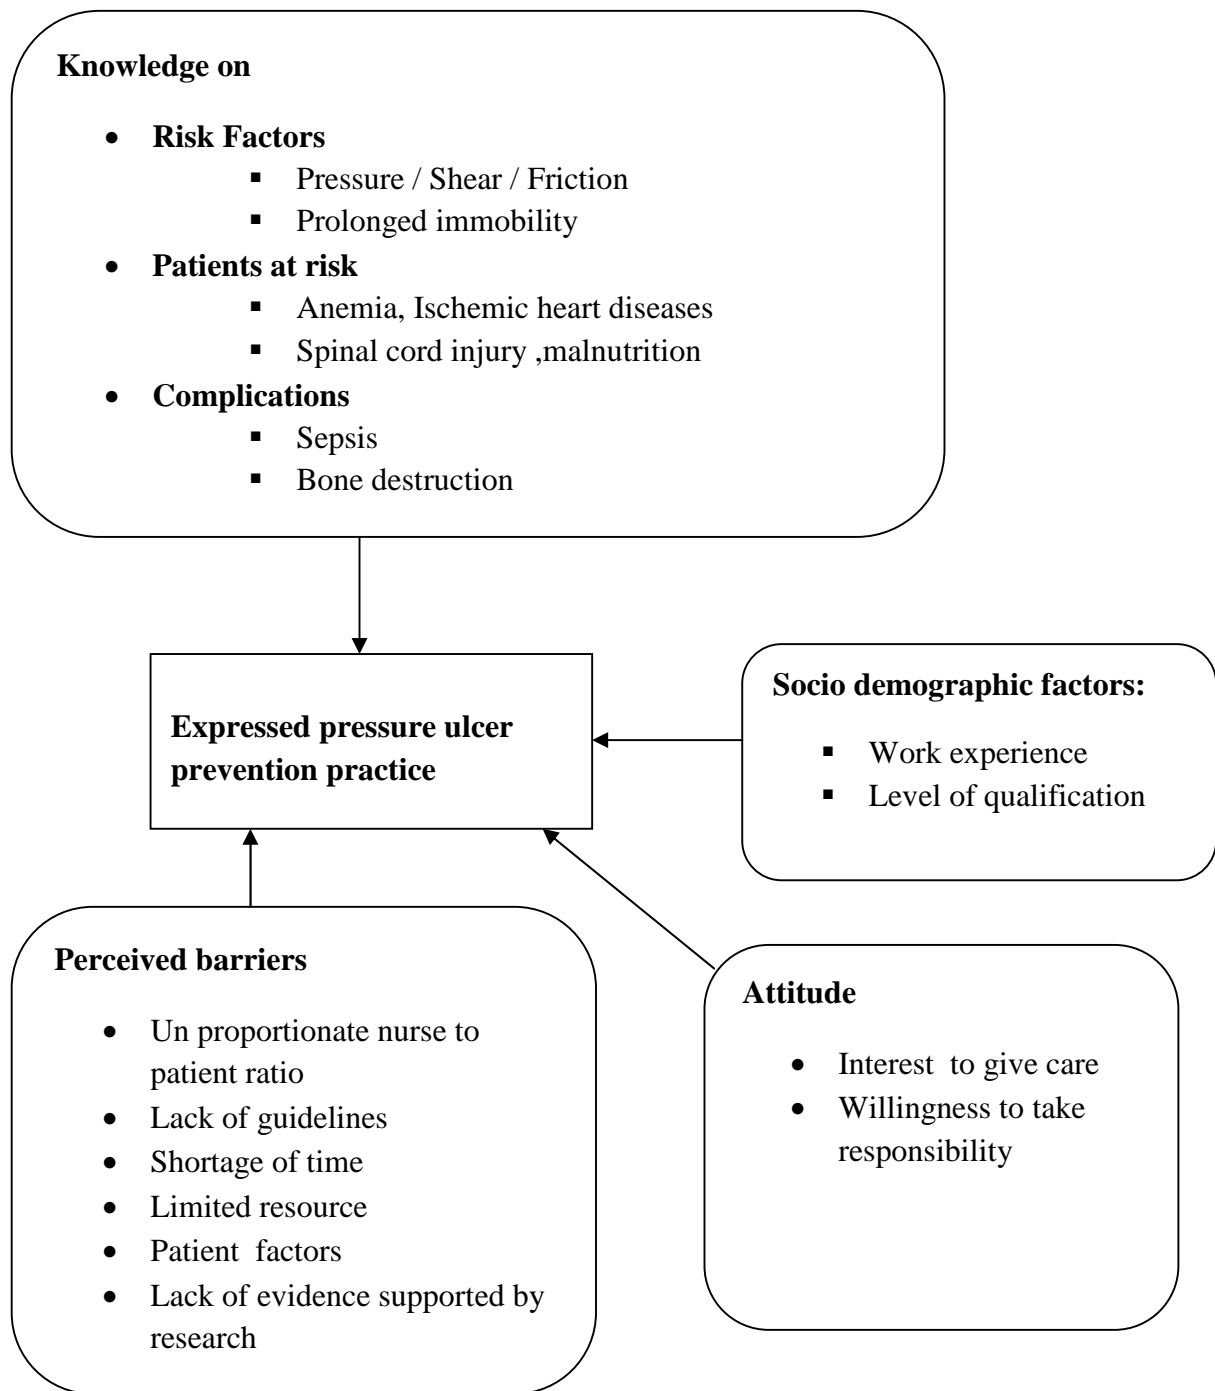 Knowledge on
• Risk Factors
▪ Pressure / Shear / Friction
▪ Prolonged immobility
• Patients at risk
▪ Anemia, Ischemic heart diseases
▪ Spinal cord injury ,malnutrition
• Complications
▪ Sepsis
▪ Bone destruction
Expressed pressure ulcer
prevention practice
Socio demographic factors:
▪ Work experience
▪ Level of qualification
Perceived barriers
• Un proportionate nurse to
patient ratio
• Lack of guidelines
• Shortage of time
• Limited resource
• Patient  factors
• Lack of evidence supported by
research
Attitude
• Interest  to give care
• Willingness to take
responsibility